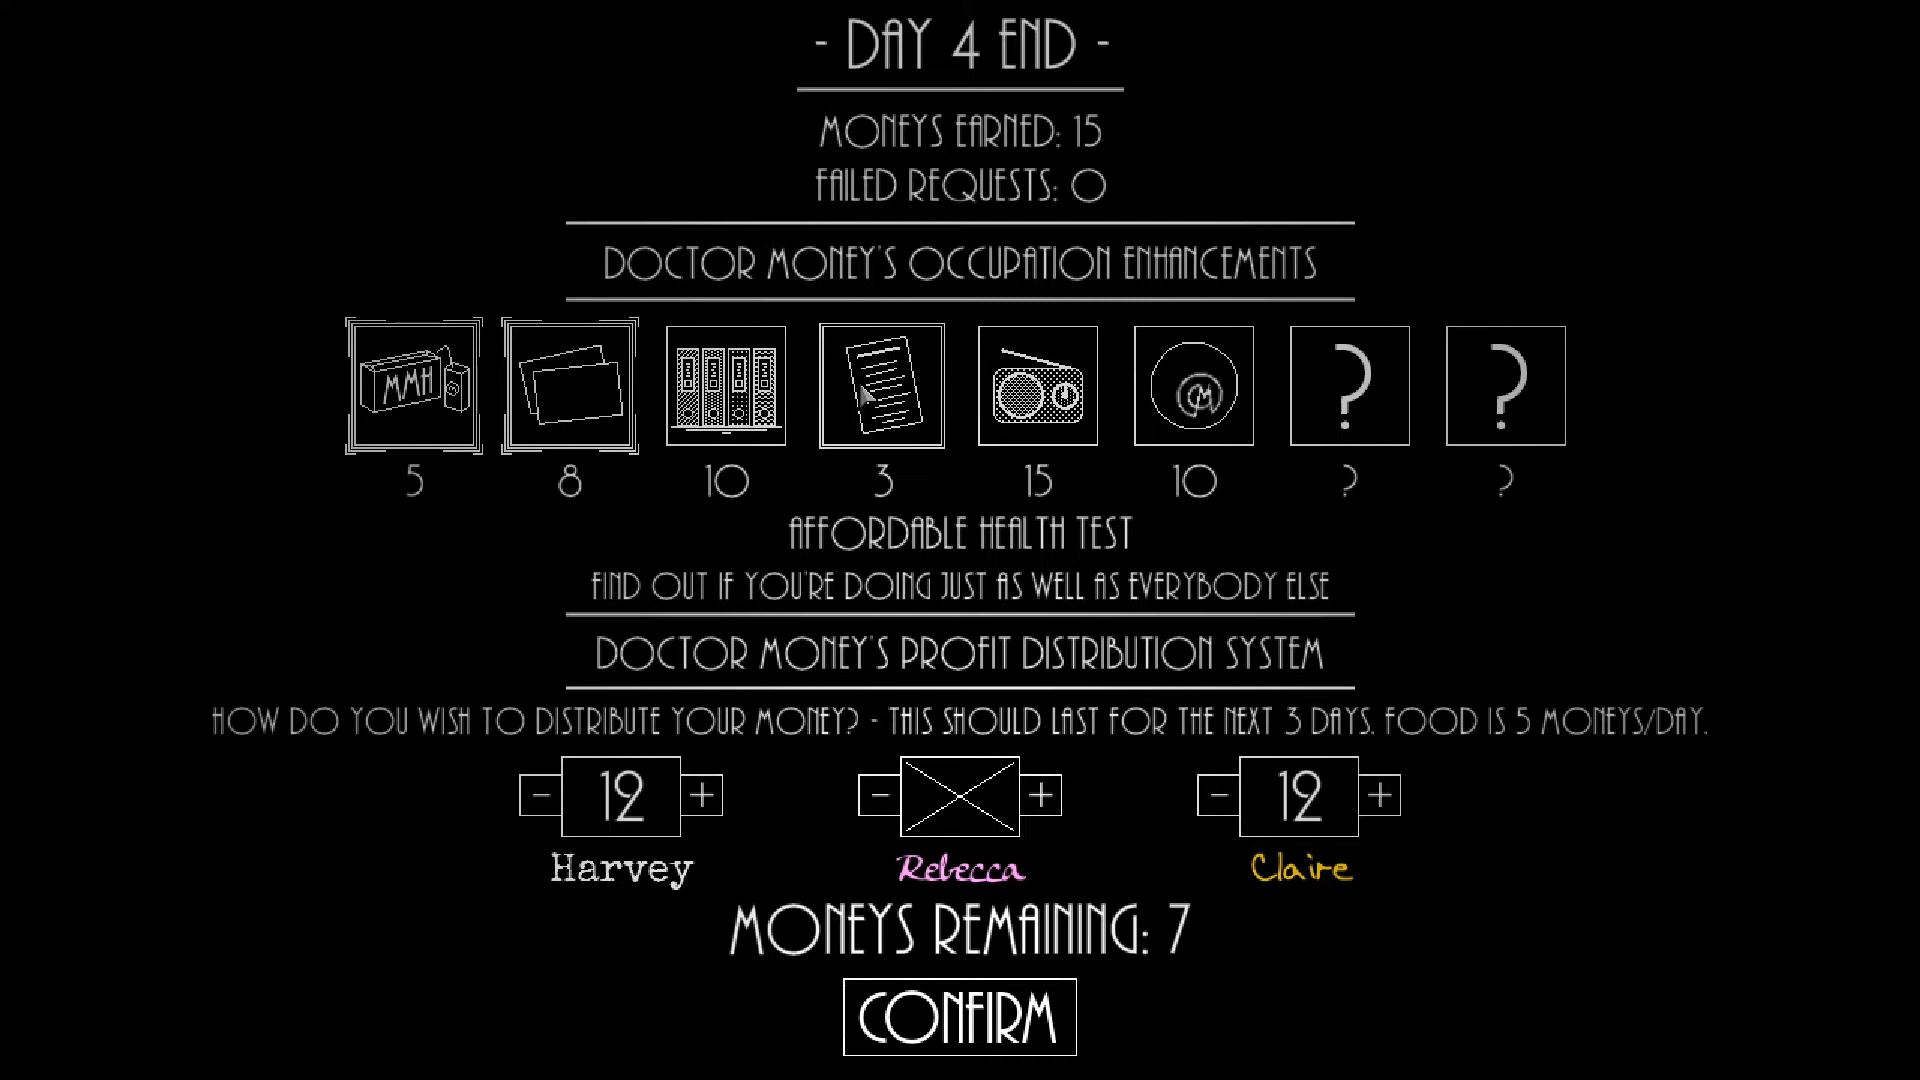 - DAY 4 END -
MONEYS EARNED: 15
FAILED REQUESTS: 0
DOCTOR MONEY'S OCCUPATION ENHANCEMENTS
MMH
? ?
5 8 10 3 15 10 ? ?
AFFORDABLE HEALTH TEST
FIND OUT IF YOU'RE DOING JUST AS WELL AS EVERYBODY ELSE
DOCTOR MONEY'S PROFIT DISTRIBUTION SYSTEM
HOW DO YOU WISH TO DISTRIBUTE YOUR MONEY? - THIS SHOULD LAST FOR THE NEXT 3 DAYS. FOOD IS 5 MONEYS/DAY.
- 12 + - + - 12 +
Harvey Rebecca Claire
MONEYS REMAINING: 7
CONFIRM